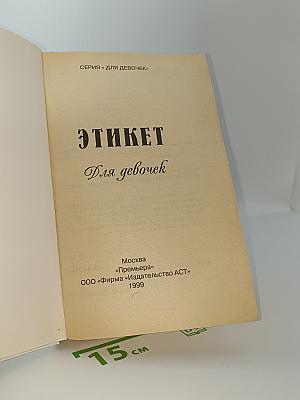 СЕРИЯ « ДЛЯ ДЕВОЧЕК»
ЭТИКЕТ
Для девочек
Москва
«Премьера»
ООО «Фирма «Издательство АСТ»
1999
15 см